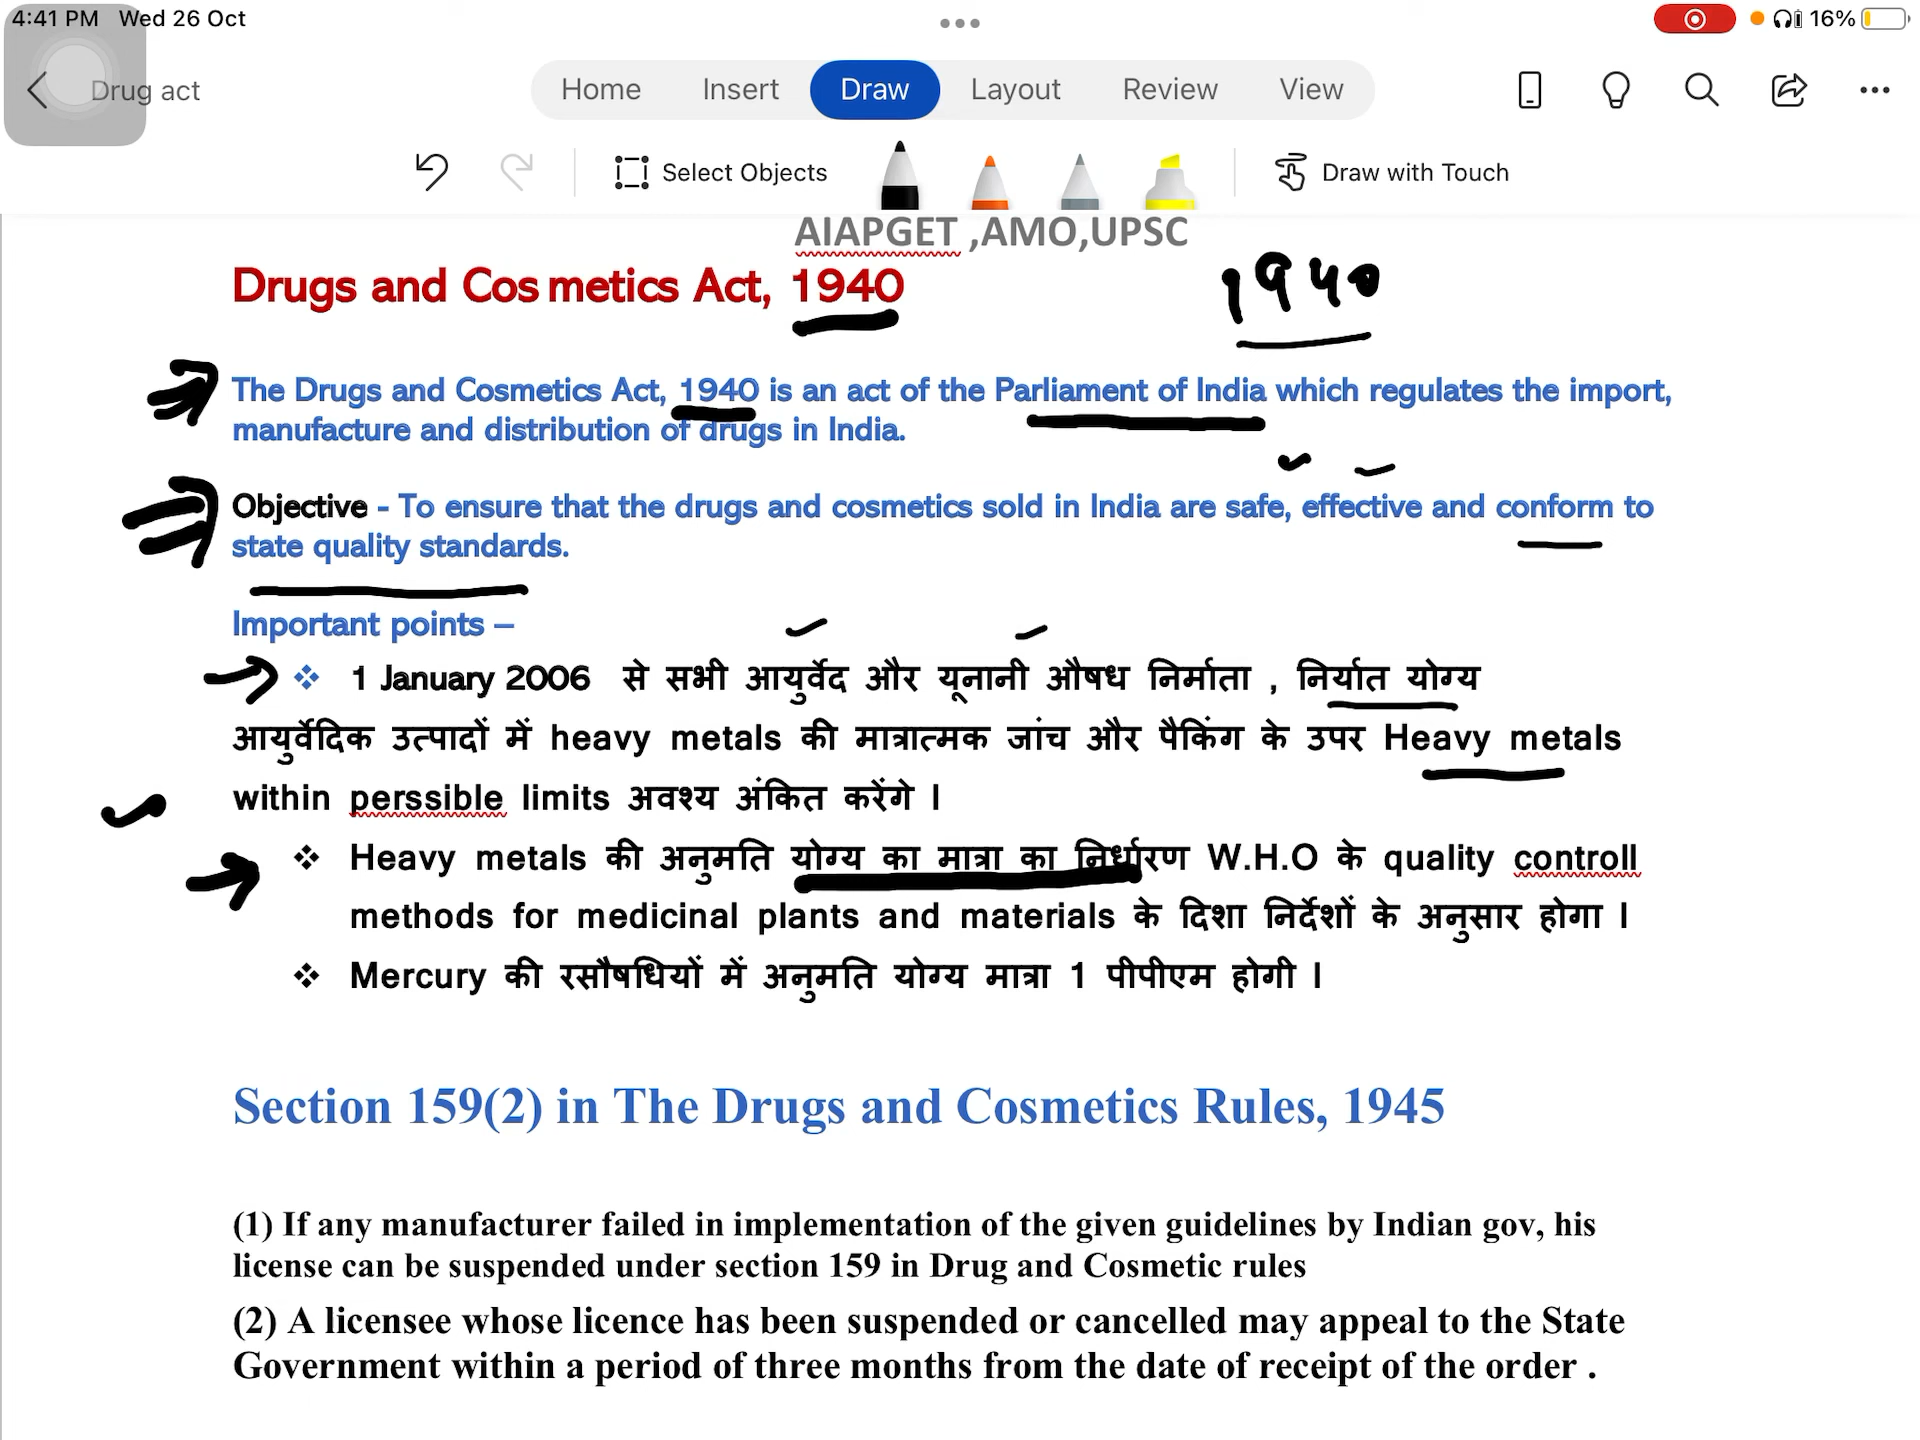 4:41 PM Wed 26 Oct
16%
Drug act
Home Insert Draw Layout Review View
Select Objects
Draw with Touch
AIAPGET ,AMO,UPSC
Drugs and Cos metics Act, 1940
1940
The Drugs and Cosmetics Act, 1940 is an act of the Parliament of India which regulates the import,
manufacture and distribution of drugs in India.
Objective - To ensure that the drugs and cosmetics sold in India are safe, effective and conform to
state quality standards.
Important points –
❖ 1 January 2006 से सभी आयुर्वेद और यूनानी औषध निर्माता , निर्यात योग्य
आयुर्वेदिक उत्पादों में heavy metals की मात्रात्मक जांच और पैकिंग के उपर Heavy metals
within perssible limits अवश्य अंकित करेंगे ।
❖ Heavy metals की अनुमति योग्य का मात्रा का निर्धारण W.H.O के quality controll
methods for medicinal plants and materials के दिशा निर्देशों के अनुसार होगा ।
❖ Mercury की रसौषधियों में अनुमति योग्य मात्रा 1 पीपीएम होगी ।
Section 159(2) in The Drugs and Cosmetics Rules, 1945
(1) If any manufacturer failed in implementation of the given guidelines by Indian gov, his
license can be suspended under section 159 in Drug and Cosmetic rules
(2) A licensee whose licence has been suspended or cancelled may appeal to the State
Government within a period of three months from the date of receipt of the order .